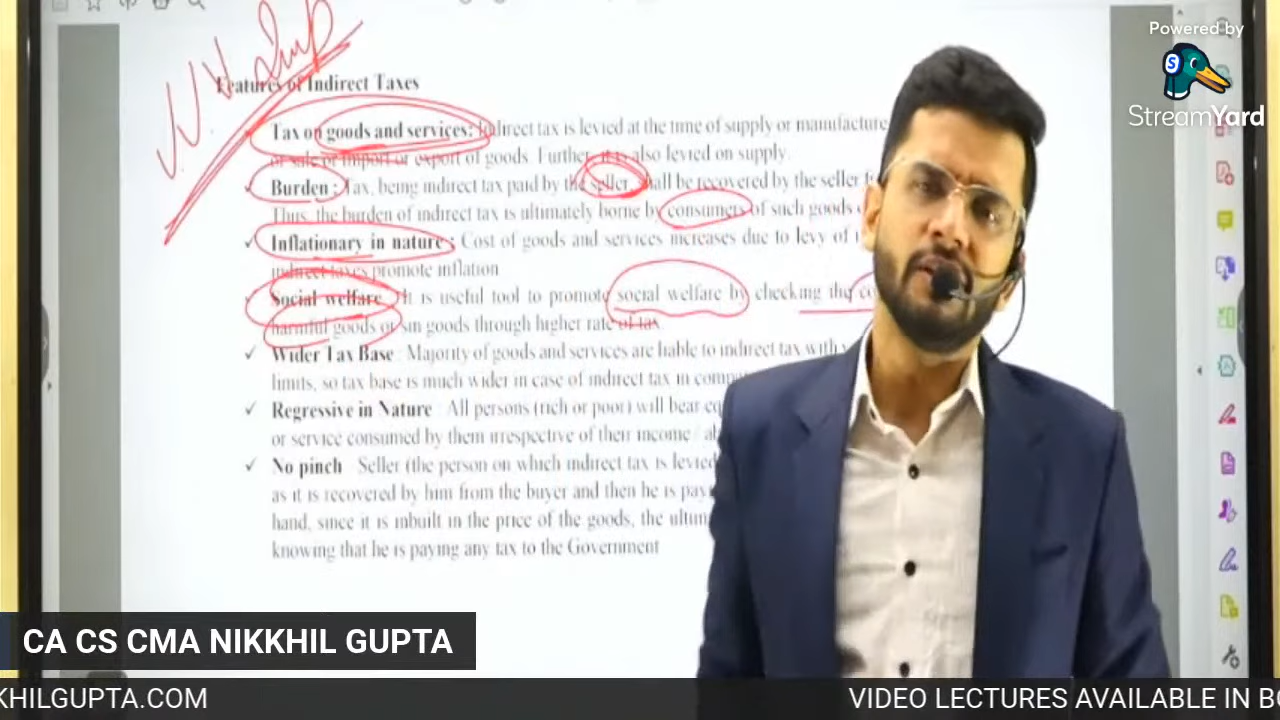 Powered by
StreamYard
V V Imp
Features of Indirect Taxes
Tax on goods and services: Indirect tax is levied at the time of supply or manufacture
or sale or import or export of goods. Further, it is also levied on supply.
✓ Burden : Tax, being indirect tax paid by the seller, shall be recovered by the seller
Thus, the burden of indirect tax is ultimately borne by consumers of such goods
✓ Inflationary in nature : Cost of goods and services increases due to levy of
indirect taxes promote inflation
✓ Social welfare : It is useful tool to promote social welfare by checking the
harmful goods or sin goods through higher rate of tax
✓ Wider Tax Base : Majority of goods and services are liable to indirect tax with
limits, so tax base is much wider in case of indirect tax in
✓ Regressive in Nature : All persons (rich or poor) will bear
or service consumed by them irrespective of their income /
✓ No pinch : Seller (the person on which indirect tax is levied
as it is recovered by him from the buyer and then he is
hand, since it is inbuilt in the price of the goods, the
knowing that he is paying any tax to the Government
CA CS CMA NIKKHIL GUPTA
KHILGUPTA.COM
VIDEO LECTURES AVAILABLE IN